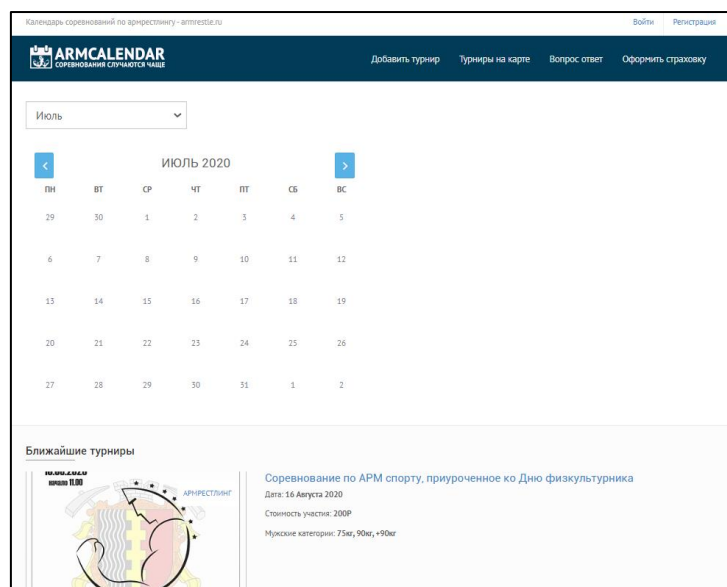 Календарь соревнований по армрестлингу - armrestle.ru
Войти
Регистрация
ARMCALENDAR
СОРЕВНОВАНИЯ СЛУЧАЮТСЯ ЧАЩЕ
Добавить турнир
Турниры на карте
Вопрос ответ
Оформить страховку
Июль
ИЮЛЬ 2020
ПН ВТ СР ЧТ ПТ СБ ВС
29 30 1 2 3 4 5
6 7 8 9 10 11 12
13 14 15 16 17 18 19
20 21 22 23 24 25 26
27 28 29 30 31 1 2
Ближайшие турниры
начало 11.00
АРМРЕСТЛИНГ
Соревнование по АРМ спорту, приуроченное ко Дню физкультурника
Дата: 16 Августа 2020
Стоимость участия: 200Р
Мужские категории: 75кг, 90кг, +90кг